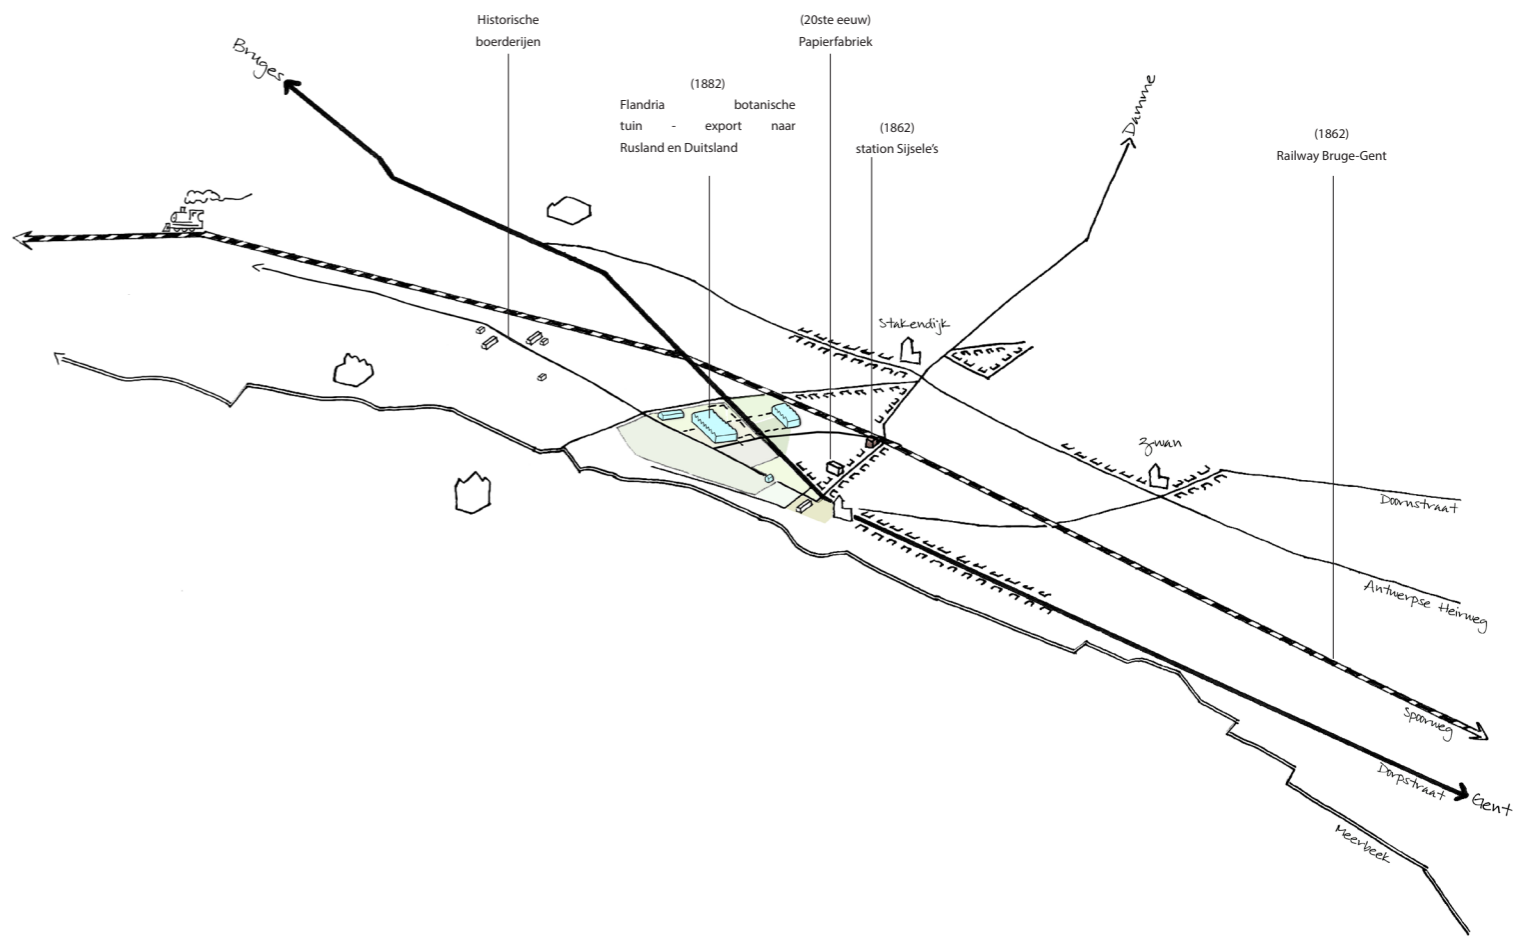 Historische
boerderijen
(20ste eeuw)
Papierfabriek
(1882)
Flandria botanische
tuin - export naar
Rusland en Duitsland
(1862)
station Sijsele's
(1862)
Railway Bruge-Gent
Bruges
Damme
Stakendijk
Zwan
Doornstraat
Antwerpse Heirweg
Spoorweg
Dorpstraat
Gent
Meerbeek